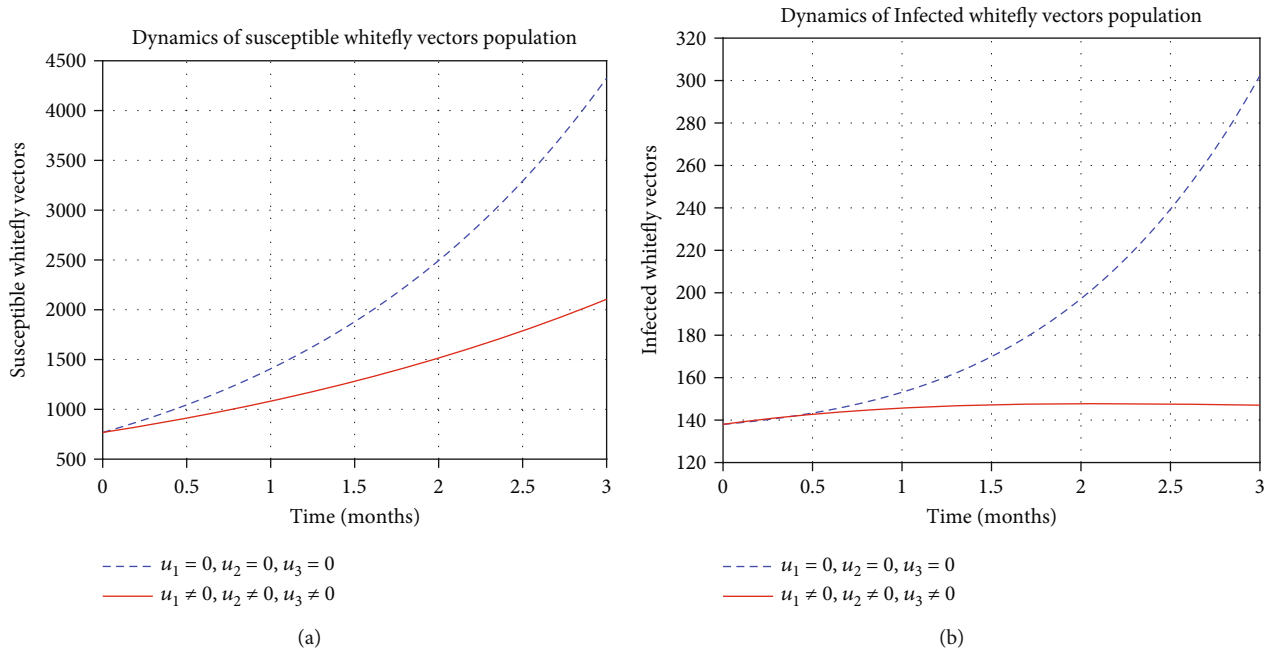 Dynamics of susceptible whitefly vectors population
4500
4000
3500
3000
2500
2000
1500
1000
500
Susceptible whitefly vectors
0 0.5 1 1.5 2 2.5 3
Time (months)
u₁ = 0, u₂ = 0, u₃ = 0
u₁ ≠ 0, u₂ ≠ 0, u₃ ≠ 0
(a)
Dynamics of Infected whitefly vectors population
320
300
280
260
240
220
200
180
160
140
120
Infected whitefly vectors
0 0.5 1 1.5 2 2.5 3
Time (months)
u₁ = 0, u₂ = 0, u₃ = 0
u₁ ≠ 0, u₂ ≠ 0, u₃ ≠ 0
(b)